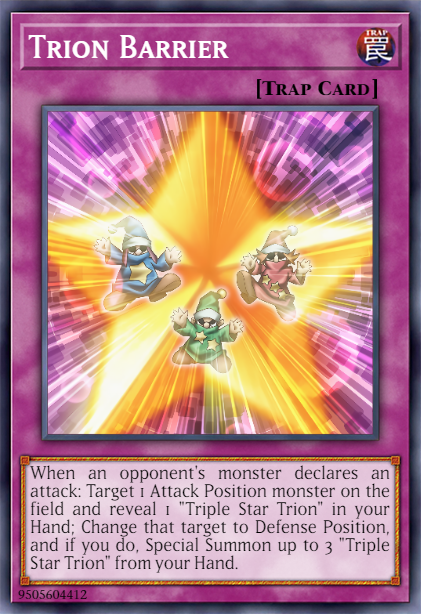 Trion Barrier
TRAP
罠
[Trap Card]
When an opponent's monster declares an
attack: Target 1 Attack Position monster on the
field and reveal 1 "Triple Star Trion" in your
Hand; Change that target to Defense Position,
and if you do, Special Summon up to 3 "Triple
Star Trion" from your Hand.
9505604412